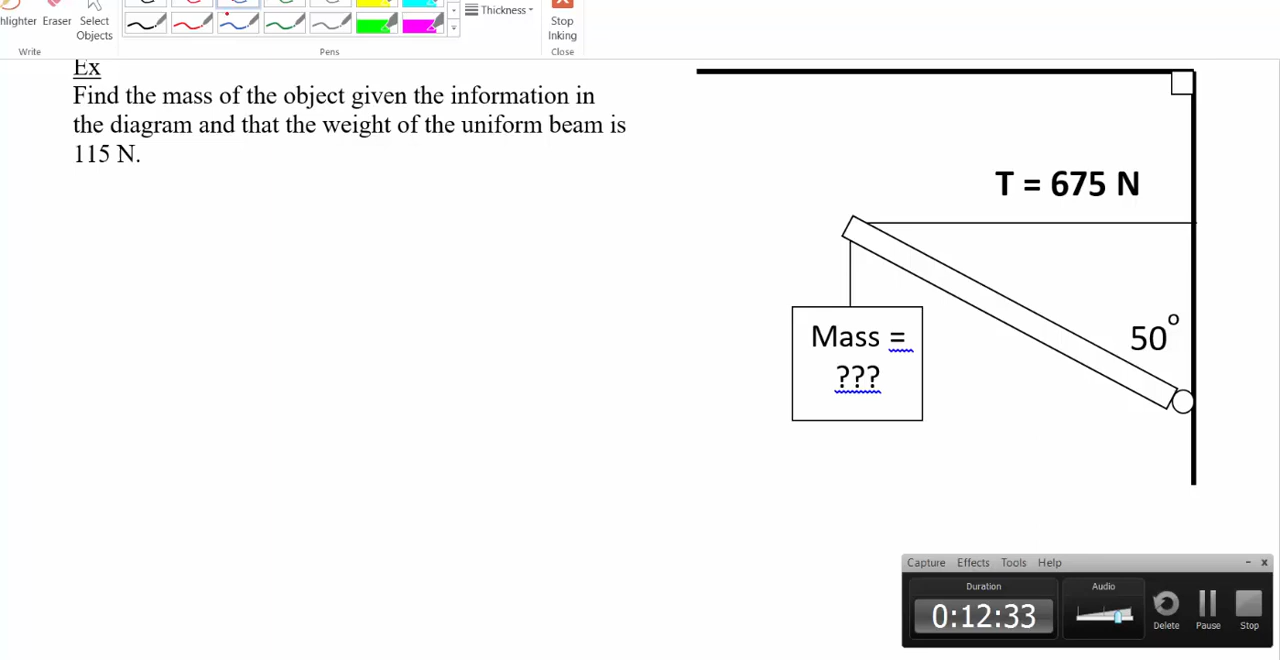 hlighter Eraser Select Objects
Thickness
Stop Inking
Write
Pens
Close
Ex
Find the mass of the object given the information in
the diagram and that the weight of the uniform beam is
115 N.
T = 675 N
50°
Mass =
???
Capture Effects Tools Help
Duration
Audio
0:12:33
Delete Pause Stop